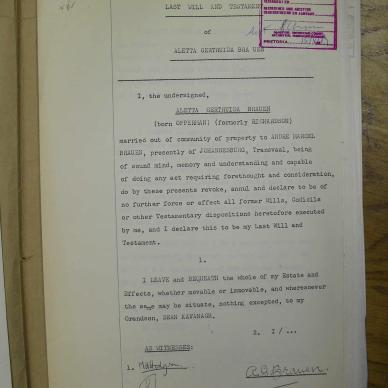 LAST WILL AND TESTAMENT
of
ALETTA GERTHUIDA BRAUEN
PRETORIA
I, the undersigned,
ALETTA GERTHUIDA BRAUEN
(born OPPERMAN) (formerly RICHARDSON)
married out of community of property to ANDRE MARCEL
BRAUEN, presently of JOHANNESBURG, Transvaal, being
of sound mind, memory and understanding and capable
of doing any act requiring forethought and consideration,
do by these presents revoke, annul and declare to be of
no further force or effect all former Wills, Codicils
or other Testamentary dispositions heretofore executed
by me, and I declare this to be my Last Will and
Testament.
1.
I LEAVE and BEQUEATH the whole of my Estate and
Effects, whether movable or immovable, and wheresoever
the same may be situate, nothing excepted, to my
Grandson, SEAN KAVANAGH.
2. I /...
AS WITNESSES:
1.
A G Brauen.